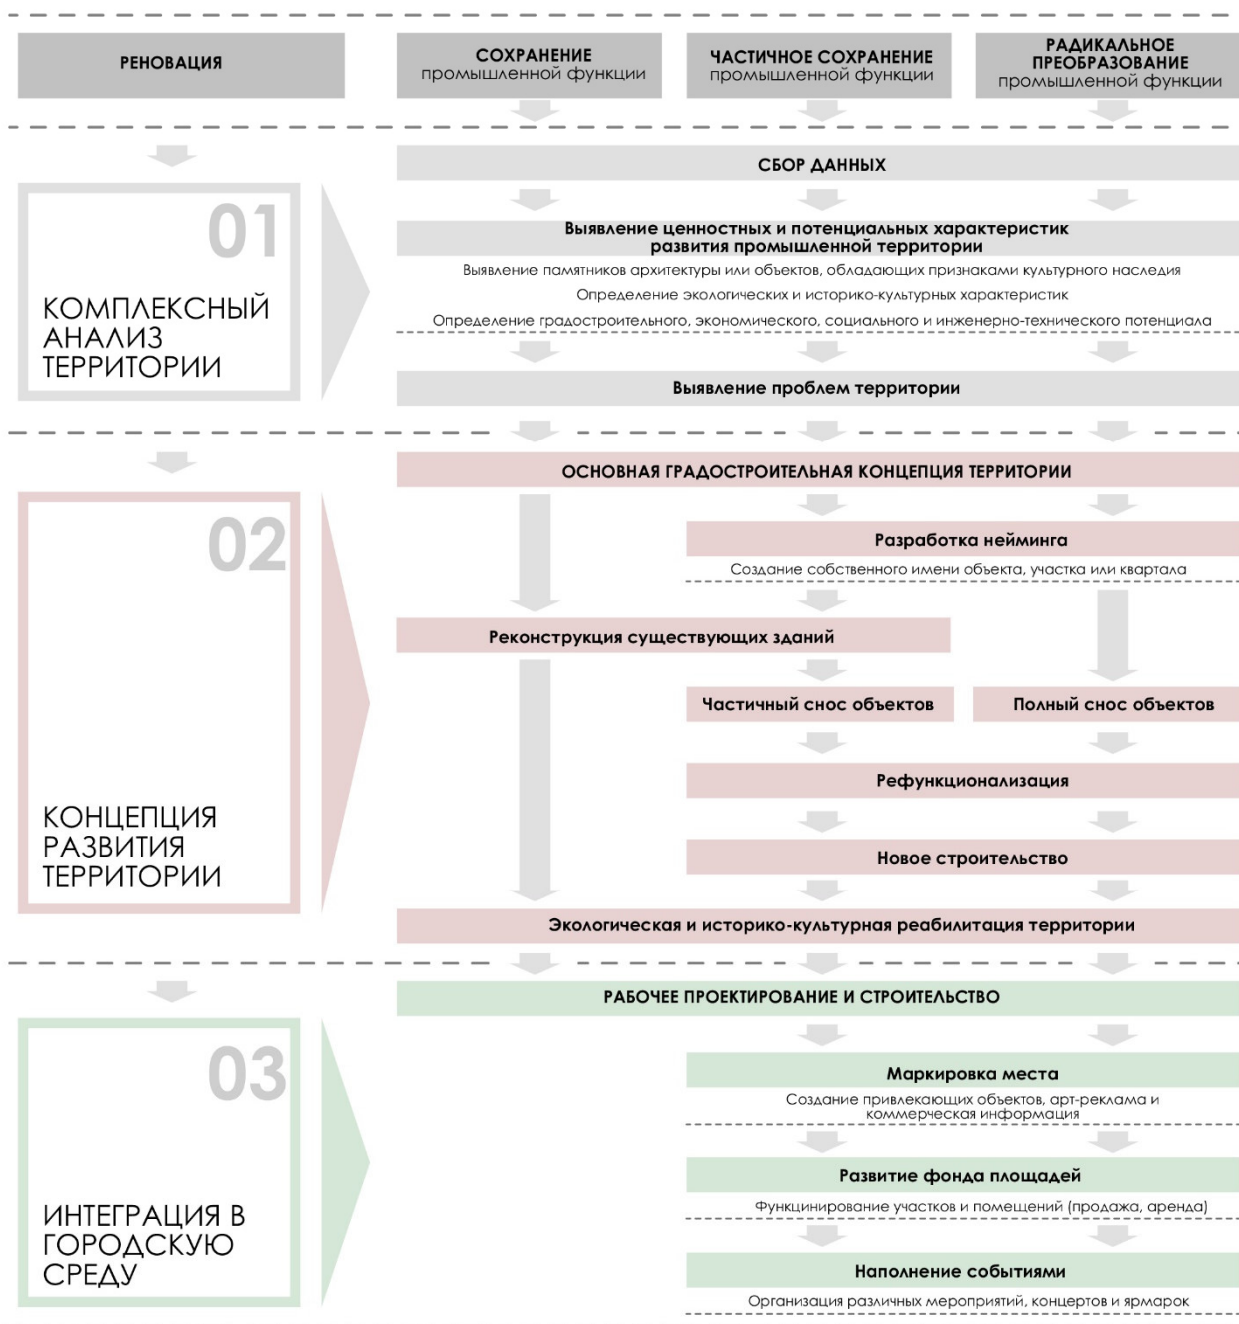 РЕНОВАЦИЯ
СОХРАНЕНИЕ
промышленной функции
ЧАСТИЧНОЕ СОХРАНЕНИЕ
промышленной функции
РАДИКАЛЬНОЕ
ПРЕОБРАЗОВАНИЕ
промышленной функции
01
КОМПЛЕКСНЫЙ
АНАЛИЗ
ТЕРРИТОРИИ
СБОР ДАННЫХ
Выявление ценностных и потенциальных характеристик
развития промышленной территории
Выявление памятников архитектуры или объектов, обладающих признаками культурного наследия
Определение экологических и историко-культурных характеристик
Определение градостроительного, экономического, социального и инженерно-технического потенциала
Выявление проблем территории
02
КОНЦЕПЦИЯ
РАЗВИТИЯ
ТЕРРИТОРИИ
ОСНОВНАЯ ГРАДОСТРОИТЕЛЬНАЯ КОНЦЕПЦИЯ ТЕРРИТОРИИ
Разработка нейминга
Создание собственного имени объекта, участка или квартала
Реконструкция существующих зданий
Частичный снос объектов
Полный снос объектов
Рефункционализация
Новое строительство
Экологическая и историко-культурная реабилитация территории
03
ИНТЕГРАЦИЯ В
ГОРОДСКУЮ
СРЕДУ
РАБОЧЕЕ ПРОЕКТИРОВАНИЕ И СТРОИТЕЛЬСТВО
Маркировка места
Создание привлекающих объектов, арт-реклама и
коммерческая информация
Развитие фонда площадей
Функцинирование участков и помещений (продажа, аренда)
Наполнение событиями
Организация различных мероприятий, концертов и ярмарок